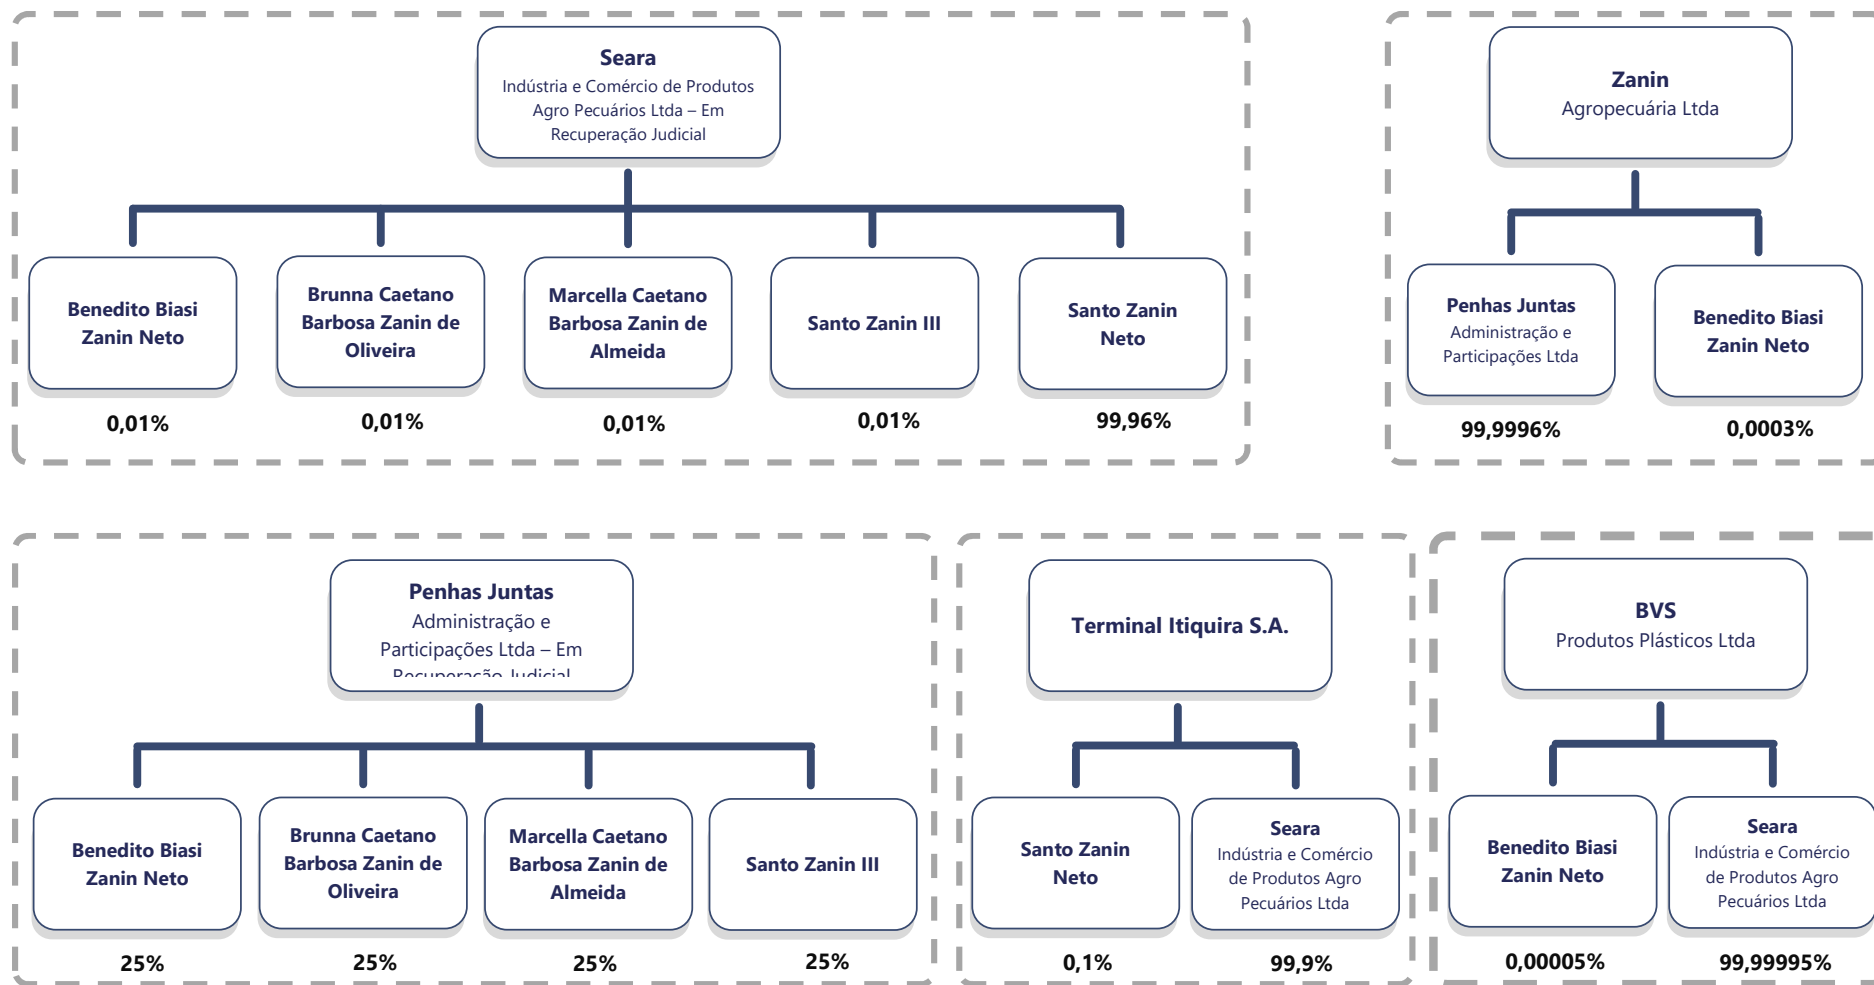 Seara
Indústria e Comércio de Produtos
Agro Pecuários Ltda – Em
Recuperação Judicial
Benedito Biasi
Zanin Neto
0,01%
Brunna Caetano
Barbosa Zanin de
Oliveira
0,01%
Marcella Caetano
Barbosa Zanin de
Almeida
0,01%
Santo Zanin III
0,01%
Santo Zanin
Neto
99,96%
Zanin
Agropecuária Ltda
Penhas Juntas
Administração e
Participações Ltda
99,9996%
Benedito Biasi
Zanin Neto
0,0003%
Penhas Juntas
Administração e
Participações Ltda – Em
Recuperação Judicial
Benedito Biasi
Zanin Neto
25%
Brunna Caetano
Barbosa Zanin de
Oliveira
25%
Marcella Caetano
Barbosa Zanin de
Almeida
25%
Santo Zanin III
25%
Terminal Itiquira S.A.
Santo Zanin
Neto
0,1%
Seara
Indústria e Comércio
de Produtos Agro
Pecuários Ltda
99,9%
BVS
Produtos Plásticos Ltda
Benedito Biasi
Zanin Neto
0,00005%
Seara
Indústria e Comércio
de Produtos Agro
Pecuários Ltda
99,99995%